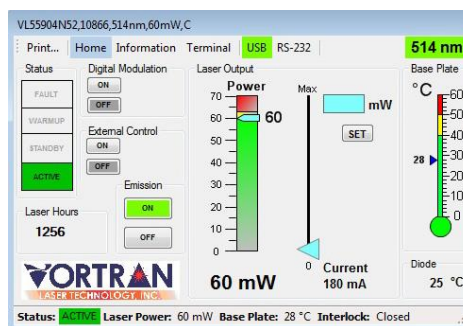 VL55904N52,10866,514nm,60mW,C
Print... Home Information Terminal USB RS-232 514 nm
Status Digital Modulation Laser Output Base Plate
FAULT
WARMUP
STANDBY
ACTIVE
ON
OFF
External Control
ON
OFF
Emission
ON
OFF
Laser Hours
1256
VORTRAN
LASER TECHNOLOGY, INC.
Power
70
60
50
40
30
20
10
0
60
60 mW
Max
0
mW
SET
Current
180 mA
°C
60
50
40
30
20
10
0
28
Diode
25 °C
Status: ACTIVE Laser Power: 60 mW Base Plate: 28 °C Interlock: Closed